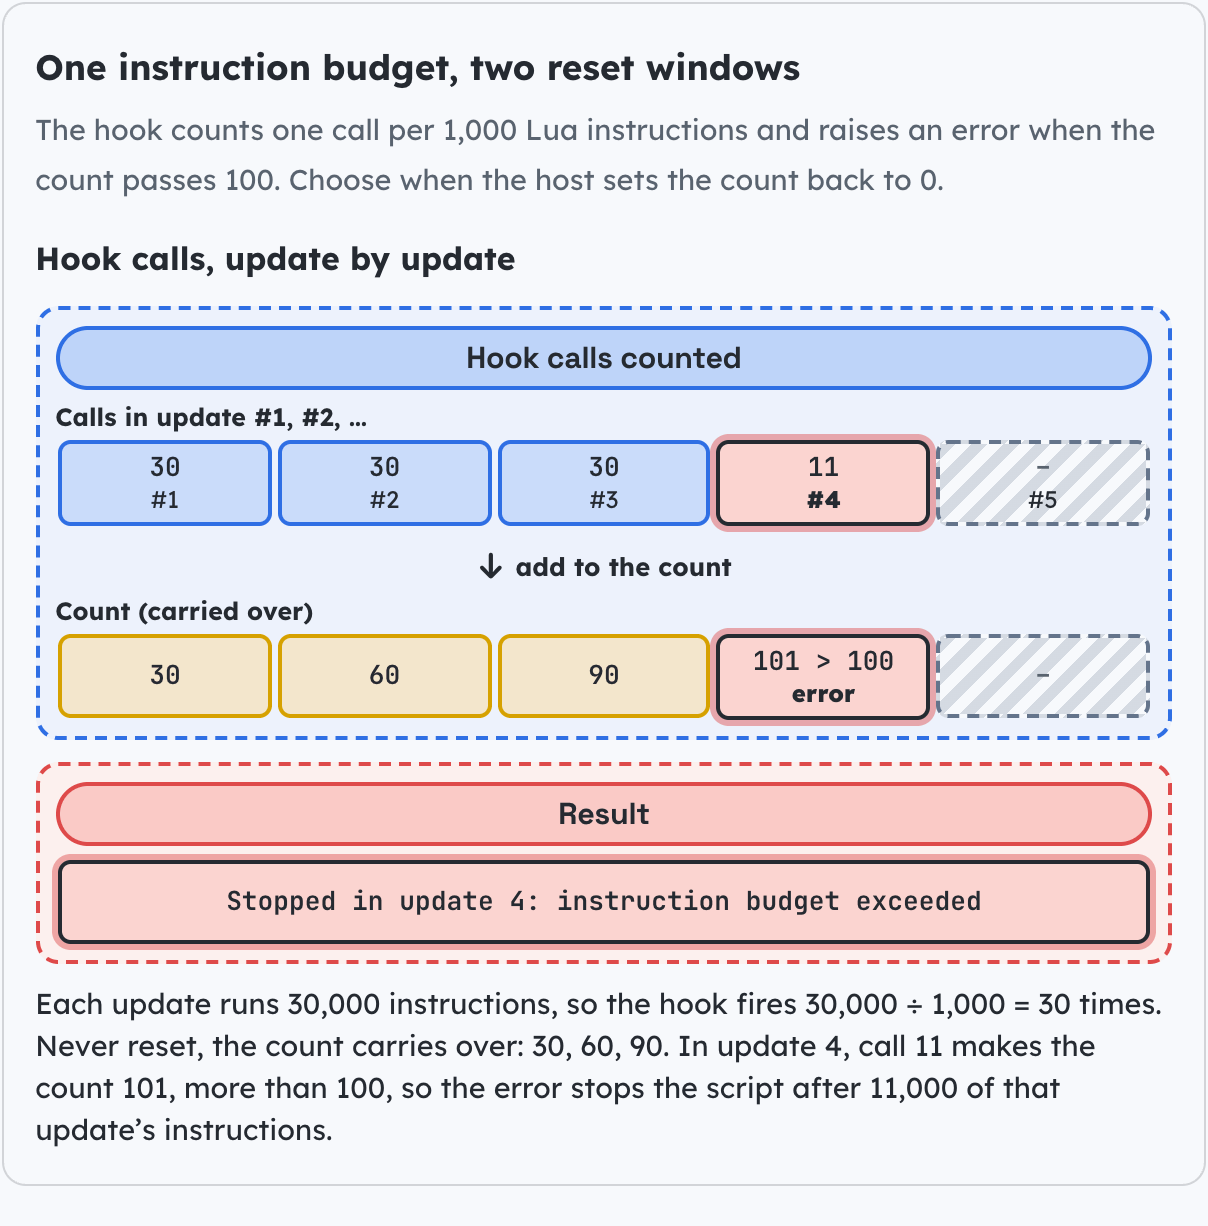 One instruction budget, two reset windows
The hook counts one call per 1,000 Lua instructions and raises an error when the
count passes 100. Choose when the host sets the count back to 0.
Hook calls, update by update
Hook calls counted
Calls in update #1, #2, …
30 30 30 11 –
#1 #2 #3 #4 #5
↓ add to the count
Count (carried over)
30 60 90 101 > 100 –
error
Result
Stopped in update 4: instruction budget exceeded
Each update runs 30,000 instructions, so the hook fires 30,000 ÷ 1,000 = 30 times.
Never reset, the count carries over: 30, 60, 90. In update 4, call 11 makes the
count 101, more than 100, so the error stops the script after 11,000 of that
update’s instructions.